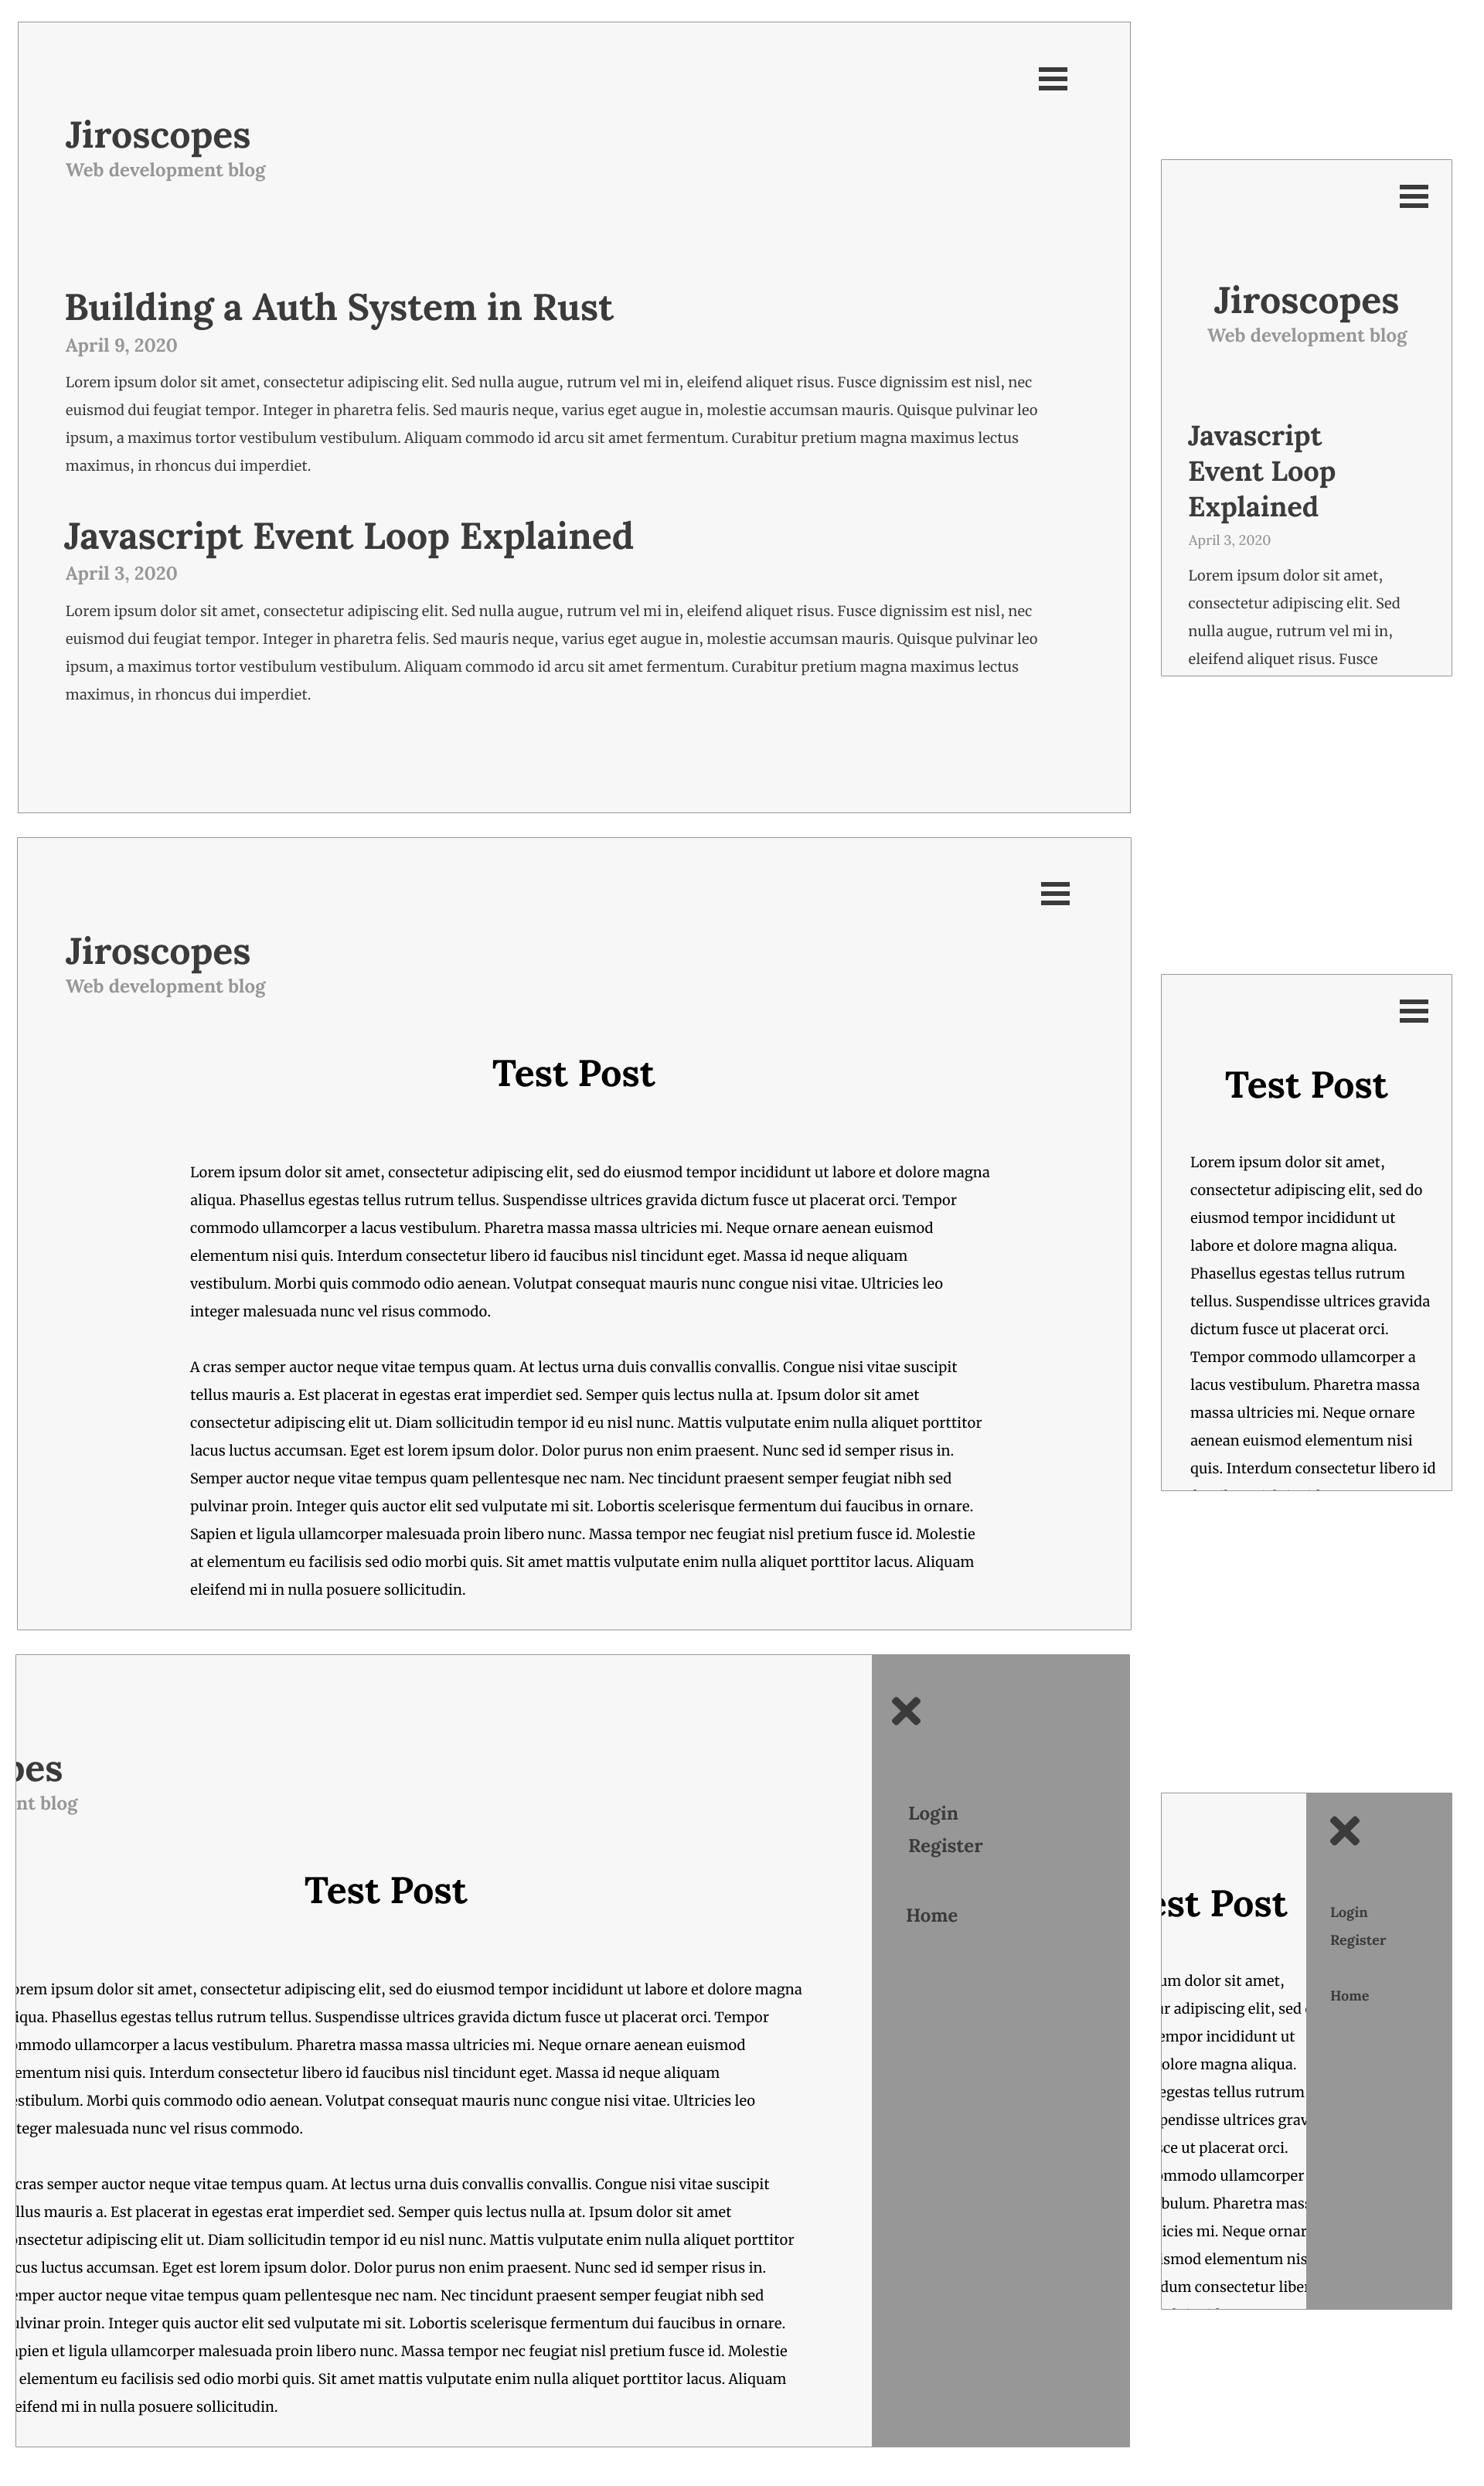 Jiroscopes
Web development blog
Building a Auth System in Rust
April 9, 2020
Lorem ipsum dolor sit amet, consectetur adipiscing elit. Sed nulla augue, rutrum vel mi in, eleifend aliquet risus. Fusce dignissim est nisl, nec
euismod dui feugiat tempor. Integer in pharetra felis. Sed mauris neque, varius eget augue in, molestie accumsan mauris. Quisque pulvinar leo
ipsum, a maximus tortor vestibulum vestibulum. Aliquam commodo id arcu sit amet fermentum. Curabitur pretium magna maximus lectus
maximus, in rhoncus dui imperdiet.
Javascript Event Loop Explained
April 3, 2020
Lorem ipsum dolor sit amet, consectetur adipiscing elit. Sed nulla augue, rutrum vel mi in, eleifend aliquet risus. Fusce dignissim est nisl, nec
euismod dui feugiat tempor. Integer in pharetra felis. Sed mauris neque, varius eget augue in, molestie accumsan mauris. Quisque pulvinar leo
ipsum, a maximus tortor vestibulum vestibulum. Aliquam commodo id arcu sit amet fermentum. Curabitur pretium magna maximus lectus
maximus, in rhoncus dui imperdiet.
Jiroscopes
Web development blog
Javascript
Event Loop
Explained
April 3, 2020
Lorem ipsum dolor sit amet,
consectetur adipiscing elit. Sed
nulla augue, rutrum vel mi in,
eleifend aliquet risus. Fusce
Jiroscopes
Web development blog
Test Post
Lorem ipsum dolor sit amet, consectetur adipiscing elit, sed do eiusmod tempor incididunt ut labore et dolore magna
aliqua. Phasellus egestas tellus rutrum tellus. Suspendisse ultrices gravida dictum fusce ut placerat orci. Tempor
commodo ullamcorper a lacus vestibulum. Pharetra massa massa ultricies mi. Neque ornare aenean euismod
elementum nisi quis. Interdum consectetur libero id faucibus nisl tincidunt eget. Massa id neque aliquam
vestibulum. Morbi quis commodo odio aenean. Volutpat consequat mauris nunc congue nisi vitae. Ultricies leo
integer malesuada nunc vel risus commodo.
A cras semper auctor neque vitae tempus quam. At lectus urna duis convallis convallis. Congue nisi vitae suscipit
tellus mauris a. Est placerat in egestas erat imperdiet sed. Semper quis lectus nulla at. Ipsum dolor sit amet
consectetur adipiscing elit ut. Diam sollicitudin tempor id eu nisl nunc. Mattis vulputate enim nulla aliquet porttitor
lacus luctus accumsan. Eget est lorem ipsum dolor. Dolor purus non enim praesent. Nunc sed id semper risus in.
Semper auctor neque vitae tempus quam pellentesque nec nam. Nec tincidunt praesent semper feugiat nibh sed
pulvinar proin. Integer quis auctor elit sed vulputate mi sit. Lobortis scelerisque fermentum dui faucibus in ornare.
Sapien et ligula ullamcorper malesuada proin libero nunc. Massa tempor nec feugiat nisl pretium fusce id. Molestie
at elementum eu facilisis sed odio morbi quis. Sit amet mattis vulputate enim nulla aliquet porttitor lacus. Aliquam
eleifend mi in nulla posuere sollicitudin.
Test Post
Lorem ipsum dolor sit amet,
consectetur adipiscing elit, sed do
eiusmod tempor incididunt ut
labore et dolore magna aliqua.
Phasellus egestas tellus rutrum
tellus. Suspendisse ultrices gravida
dictum fusce ut placerat orci.
Tempor commodo ullamcorper a
lacus vestibulum. Pharetra massa
massa ultricies mi. Neque ornare
aenean euismod elementum nisi
quis. Interdum consectetur libero id
pes
nt blog
Test Post
orem ipsum dolor sit amet, consectetur adipiscing elit, sed do eiusmod tempor incididunt ut labore et dolore magna
iqua. Phasellus egestas tellus rutrum tellus. Suspendisse ultrices gravida dictum fusce ut placerat orci. Tempor
ommodo ullamcorper a lacus vestibulum. Pharetra massa massa ultricies mi. Neque ornare aenean euismod
ementum nisi quis. Interdum consectetur libero id faucibus nisl tincidunt eget. Massa id neque aliquam
estibulum. Morbi quis commodo odio aenean. Volutpat consequat mauris nunc congue nisi vitae. Ultricies leo
teger malesuada nunc vel risus commodo.
cras semper auctor neque vitae tempus quam. At lectus urna duis convallis convallis. Congue nisi vitae suscipit
llus mauris a. Est placerat in egestas erat imperdiet sed. Semper quis lectus nulla at. Ipsum dolor sit amet
onsectetur adipiscing elit ut. Diam sollicitudin tempor id eu nisl nunc. Mattis vulputate enim nulla aliquet porttitor
cus luctus accumsan. Eget est lorem ipsum dolor. Dolor purus non enim praesent. Nunc sed id semper risus in.
emper auctor neque vitae tempus quam pellentesque nec nam. Nec tincidunt praesent semper feugiat nibh sed
ulvinar proin. Integer quis auctor elit sed vulputate mi sit. Lobortis scelerisque fermentum dui faucibus in ornare.
apien et ligula ullamcorper malesuada proin libero nunc. Massa tempor nec feugiat nisl pretium fusce id. Molestie
elementum eu facilisis sed odio morbi quis. Sit amet mattis vulputate enim nulla aliquet porttitor lacus. Aliquam
eifend mi in nulla posuere sollicitudin.
Login
Register
Home
est Post
um dolor sit amet,
ur adipiscing elit, sed
empor incididunt ut
olore magna aliqua.
egestas tellus rutrum
pendisse ultrices grav
ce ut placerat orci.
ommodo ullamcorper
bulum. Pharetra mass
icies mi. Neque ornar
ismod elementum nis
dum consectetur liber
Login
Register
Home